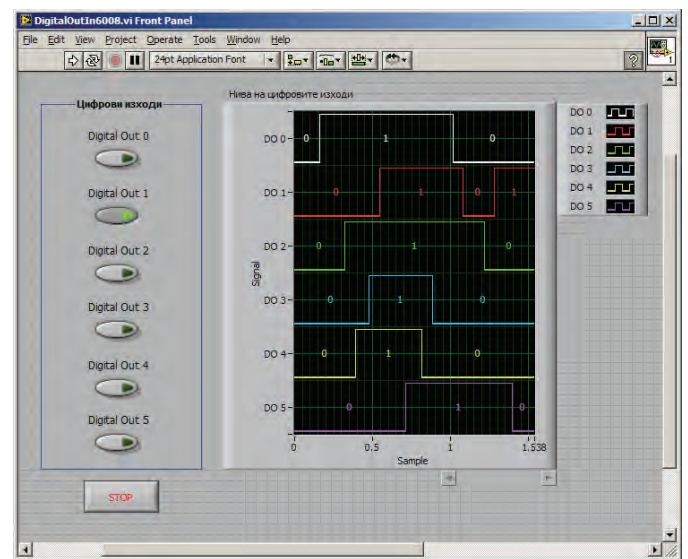 DigitalOutIn6008.vi Front Panel
File Edit View Project Operate Tools Window Help
24pt Application Font
?
1
Цифрови изходи
Digital Out 0
Digital Out 1
Digital Out 2
Digital Out 3
Digital Out 4
Digital Out 5
STOP
Нива на цифровите изходи
Signal
DO 0 0 1 0
DO 1 0 1 0 1
DO 2 0 1 0
DO 3 0 1 0
DO 4 0 1 0
DO 5 0 1 0
0 0.5 1 1.538
Sample
DO 0
DO 1
DO 2
DO 3
DO 4
DO 5